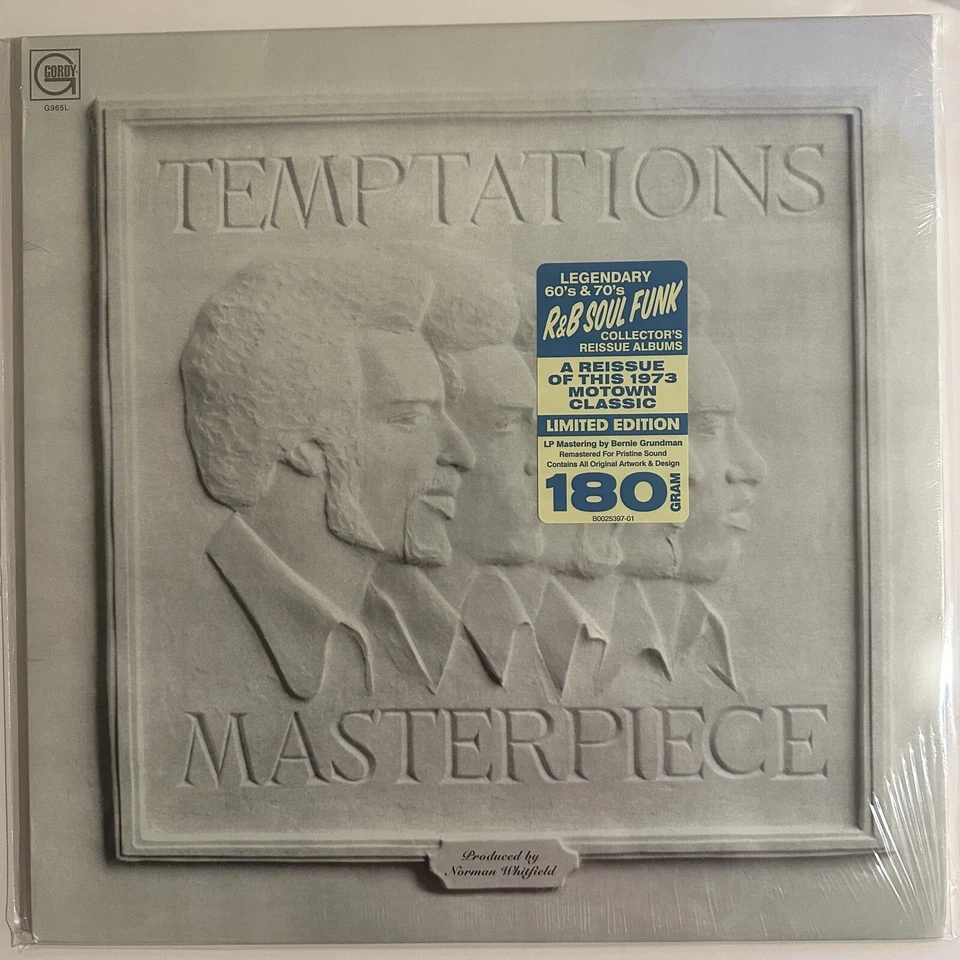 GORDY
G965L
TEMPTATIONS
LEGENDARY
60's & 70's
R&B SOUL FUNK
COLLECTOR'S
REISSUE ALBUMS
A REISSUE
OF THIS 1973
MOTOWN
CLASSIC
LIMITED EDITION
LP Mastering by Bernie Grundman
Remastered For Pristine Sound
Contains All Original Artwork & Design
180 GRAM
B0025397-01
MASTERPIECE
Produced by
Norman Whitfield